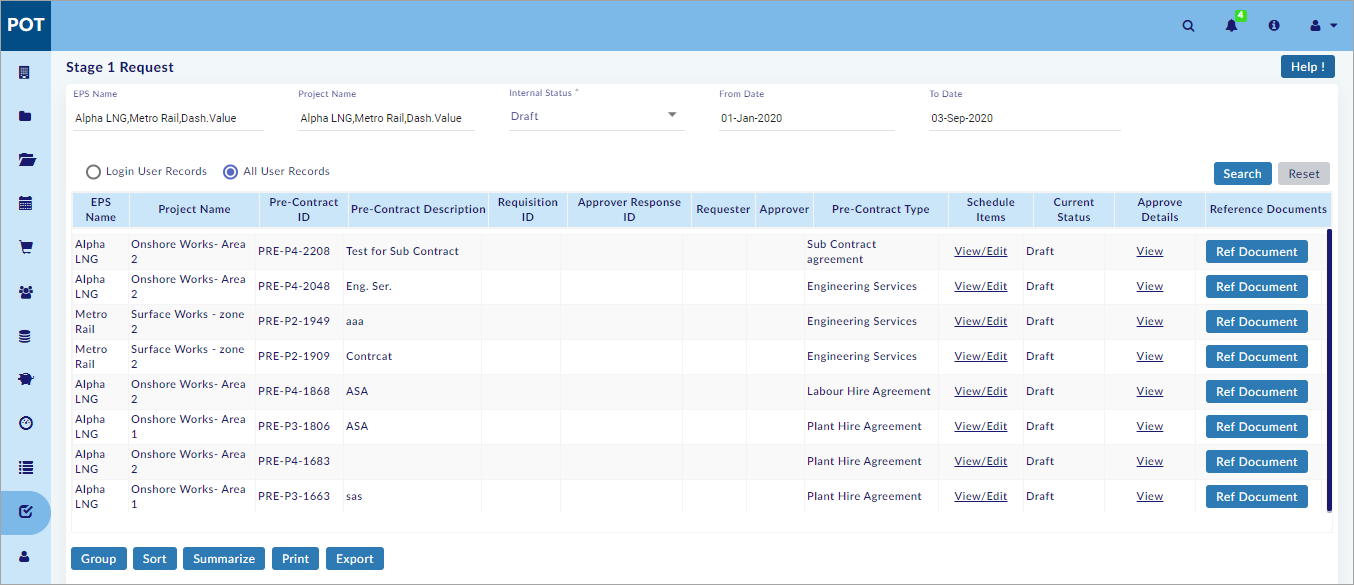 POT
4
Stage 1 Request
Help !
EPS Name
Project Name
Internal Status *
From Date
To Date
Alpha LNG,Metro Rail,Dash.Value
Alpha LNG,Metro Rail,Dash.Value
Draft
01-Jan-2020
03-Sep-2020
Login User Records
All User Records
Search
Reset
EPS
Name
Project Name
Pre-Contract
ID
Pre-Contract Description
Requisition
ID
Approver Response
ID
Requester
Approver
Pre-Contract Type
Schedule
Items
Current
Status
Approve
Details
Reference Documents
Alpha
LNG
Onshore Works- Area
2
PRE-P4-2208
Test for Sub Contract
Sub Contract
agreement
View/Edit
Draft
View
Ref Document
Alpha
LNG
Onshore Works- Area
2
PRE-P4-2048
Eng. Ser.
Engineering Services
View/Edit
Draft
View
Ref Document
Metro
Rail
Surface Works - zone
2
PRE-P2-1949
aaa
Engineering Services
View/Edit
Draft
View
Ref Document
Metro
Rail
Surface Works - zone
2
PRE-P2-1909
Contrcat
Engineering Services
View/Edit
Draft
View
Ref Document
Alpha
LNG
Onshore Works- Area
2
PRE-P4-1868
ASA
Labour Hire Agreement
View/Edit
Draft
View
Ref Document
Alpha
LNG
Onshore Works- Area
1
PRE-P3-1806
ASA
Plant Hire Agreement
View/Edit
Draft
View
Ref Document
Alpha
LNG
Onshore Works- Area
2
PRE-P4-1683
Plant Hire Agreement
View/Edit
Draft
View
Ref Document
Alpha
LNG
Onshore Works- Area
1
PRE-P3-1663
sas
Plant Hire Agreement
View/Edit
Draft
View
Ref Document
Group
Sort
Summarize
Print
Export